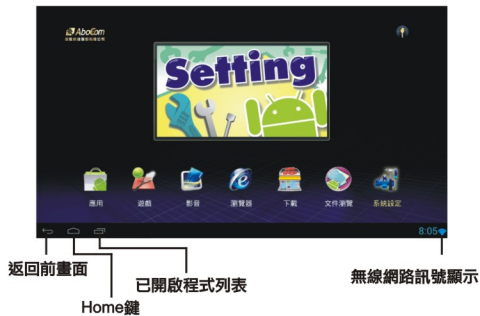 AboCom
Setting
應用
遊戲
影音
瀏覽器
下載
文件瀏覽
系統設定
8:05
返回前畫面
Home鍵
已開啟程式列表
無線網路訊號顯示